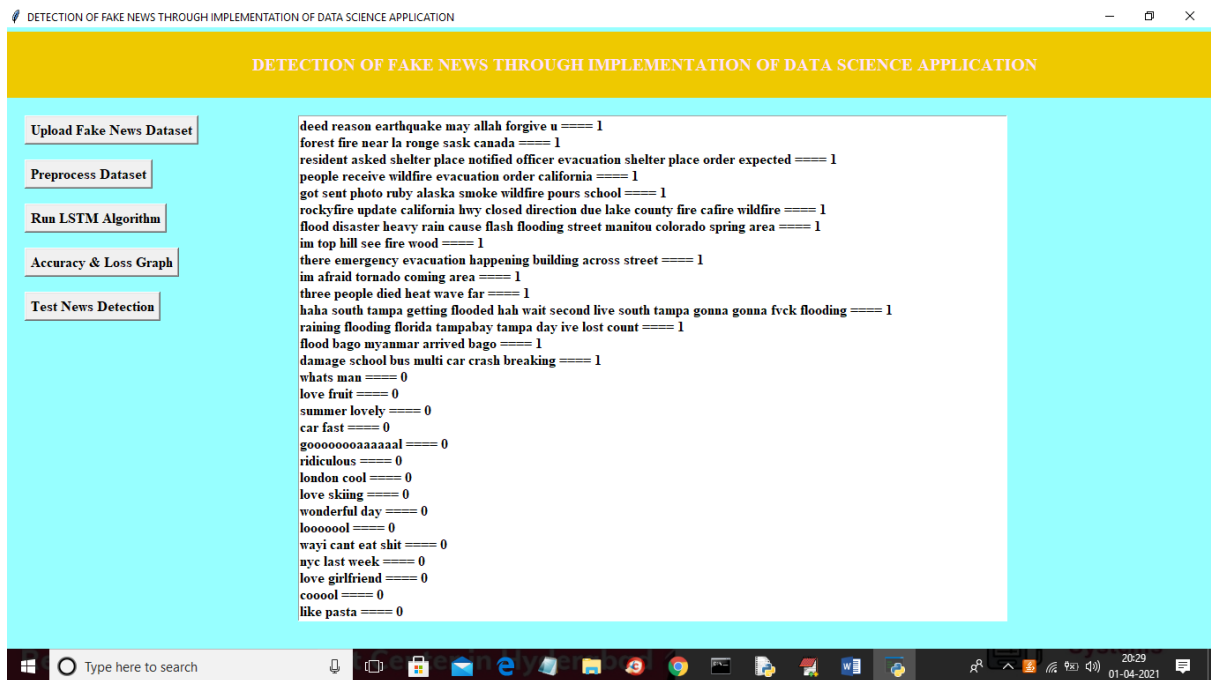 DETECTION OF FAKE NEWS THROUGH IMPLEMENTATION OF DATA SCIENCE APPLICATION
DETECTION OF FAKE NEWS THROUGH IMPLEMENTATION OF DATA SCIENCE APPLICATION
Upload Fake News Dataset
Preprocess Dataset
Run LSTM Algorithm
Accuracy & Loss Graph
Test News Detection
deed reason earthquake may allah forgive u ==== 1
forest fire near la ronge sask canada ==== 1
resident asked shelter place notified officer evacuation shelter place order expected ==== 1
people receive wildfire evacuation order california ==== 1
got sent photo ruby alaska smoke wildfire pours school ==== 1
rockyfire update california hwy closed direction due lake county fire cafire wildfire ==== 1
flood disaster heavy rain cause flash flooding street manitou colorado spring area ==== 1
im top hill see fire wood ==== 1
there emergency evacuation happening building across street ==== 1
im afraid tornado coming area ==== 1
three people died heat wave far ==== 1
haha south tampa getting flooded hah wait second live south tampa gonna gonna fvck flooding ==== 1
raining flooding florida tampabay tampa day ive lost count ==== 1
flood bago myanmar arrived bago ==== 1
damage school bus multi car crash breaking ==== 1
whats man ==== 0
love fruit ==== 0
summer lovely ==== 0
car fast ==== 0
goooooooaaaaaal ==== 0
ridiculous ==== 0
london cool ==== 0
love skiing ==== 0
wonderful day ==== 0
looooool ==== 0
wayi cant eat shit ==== 0
nyc last week ==== 0
love girlfriend ==== 0
cooool ==== 0
like pasta ==== 0
Type here to search
20:29
01-04-2021